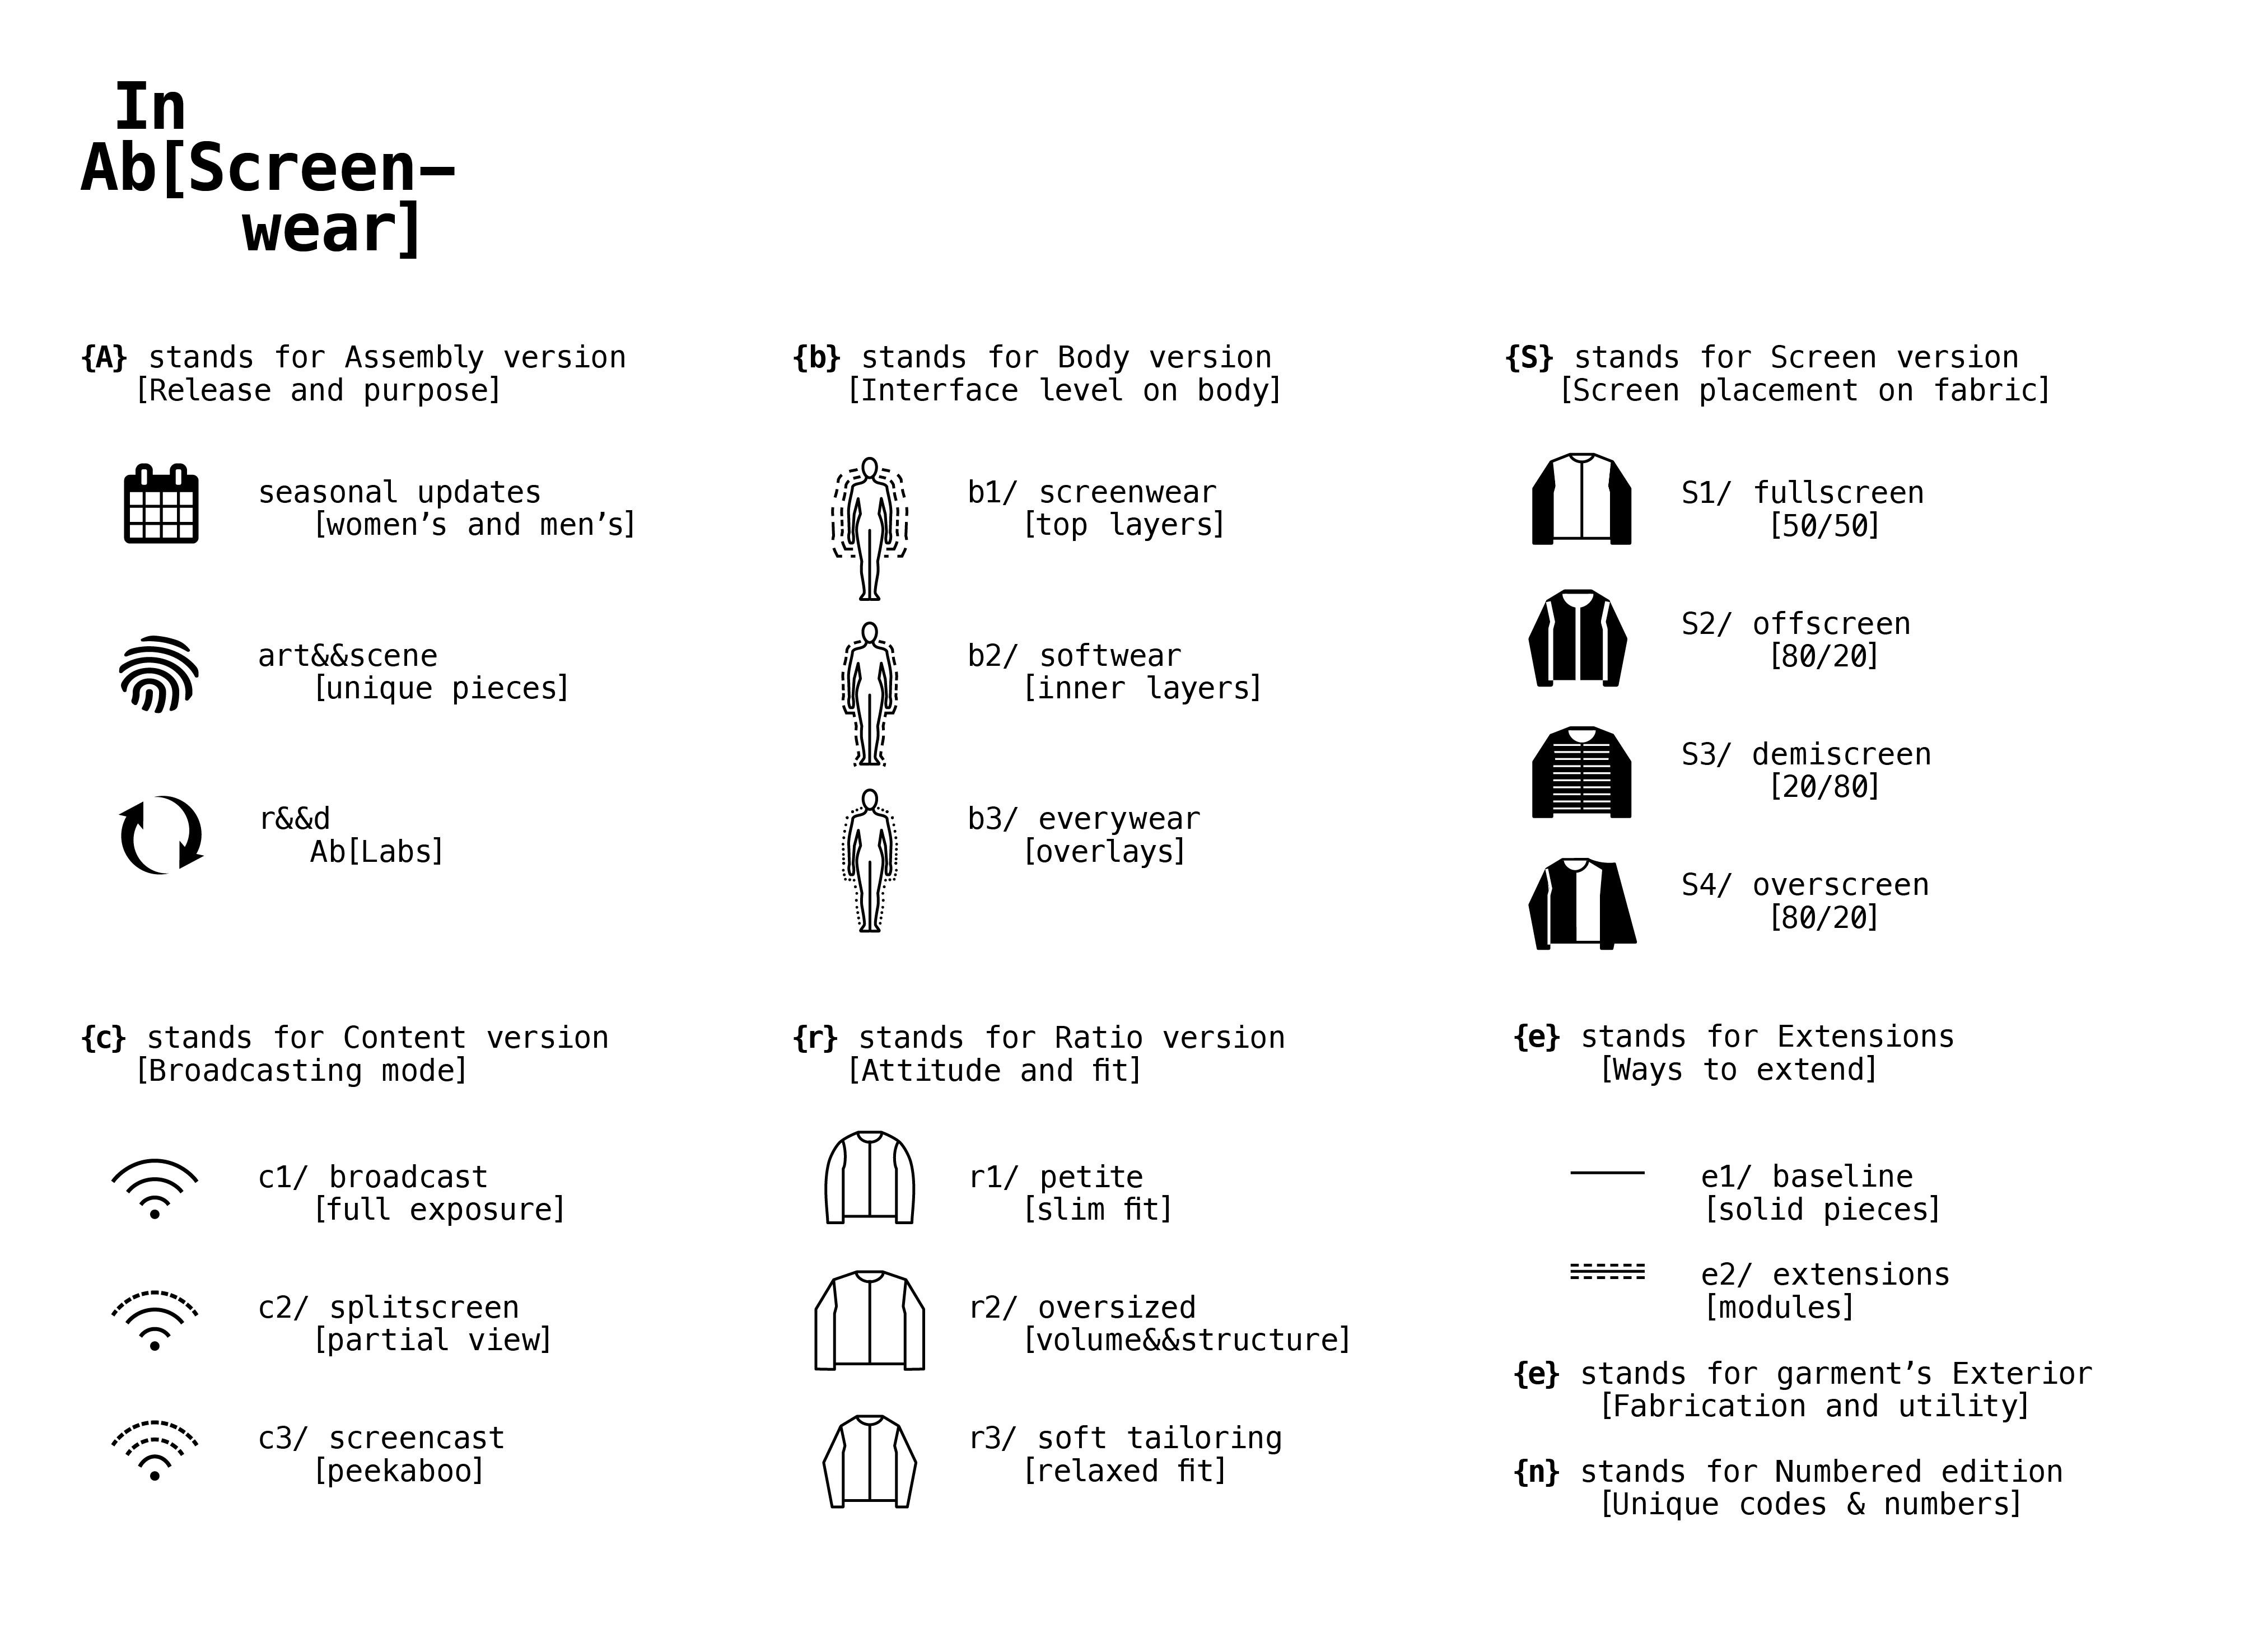 In
Ab[Screen–
wear]
{A} stands for Assembly version
[Release and purpose]
seasonal updates
[women’s and men’s]
art&&scene
[unique pieces]
r&&d
Ab[Labs]
{b} stands for Body version
[Interface level on body]
b1/ screenwear
[top layers]
b2/ softwear
[inner layers]
b3/ everywear
[overlays]
{S} stands for Screen version
[Screen placement on fabric]
S1/ fullscreen
[50/50]
S2/ offscreen
[80/20]
S3/ demiscreen
[20/80]
S4/ overscreen
[80/20]
{c} stands for Content version
[Broadcasting mode]
c1/ broadcast
[full exposure]
c2/ splitscreen
[partial view]
c3/ screencast
[peekaboo]
{r} stands for Ratio version
[Attitude and fit]
r1/ petite
[slim fit]
r2/ oversized
[volume&&structure]
r3/ soft tailoring
[relaxed fit]
{e} stands for Extensions
[Ways to extend]
e1/ baseline
[solid pieces]
e2/ extensions
[modules]
{e} stands for garment’s Exterior
[Fabrication and utility]
{n} stands for Numbered edition
[Unique codes & numbers]